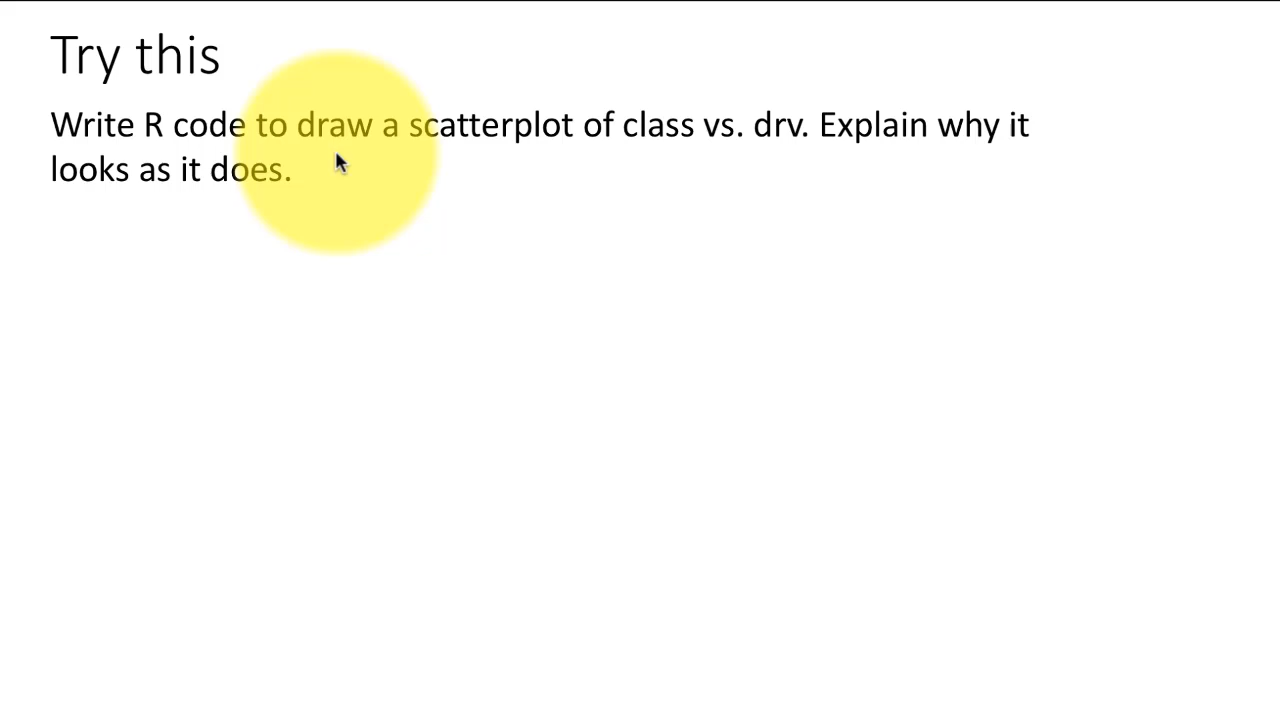 Try this
Write R code to draw a scatterplot of class vs. drv. Explain why it
looks as it does.